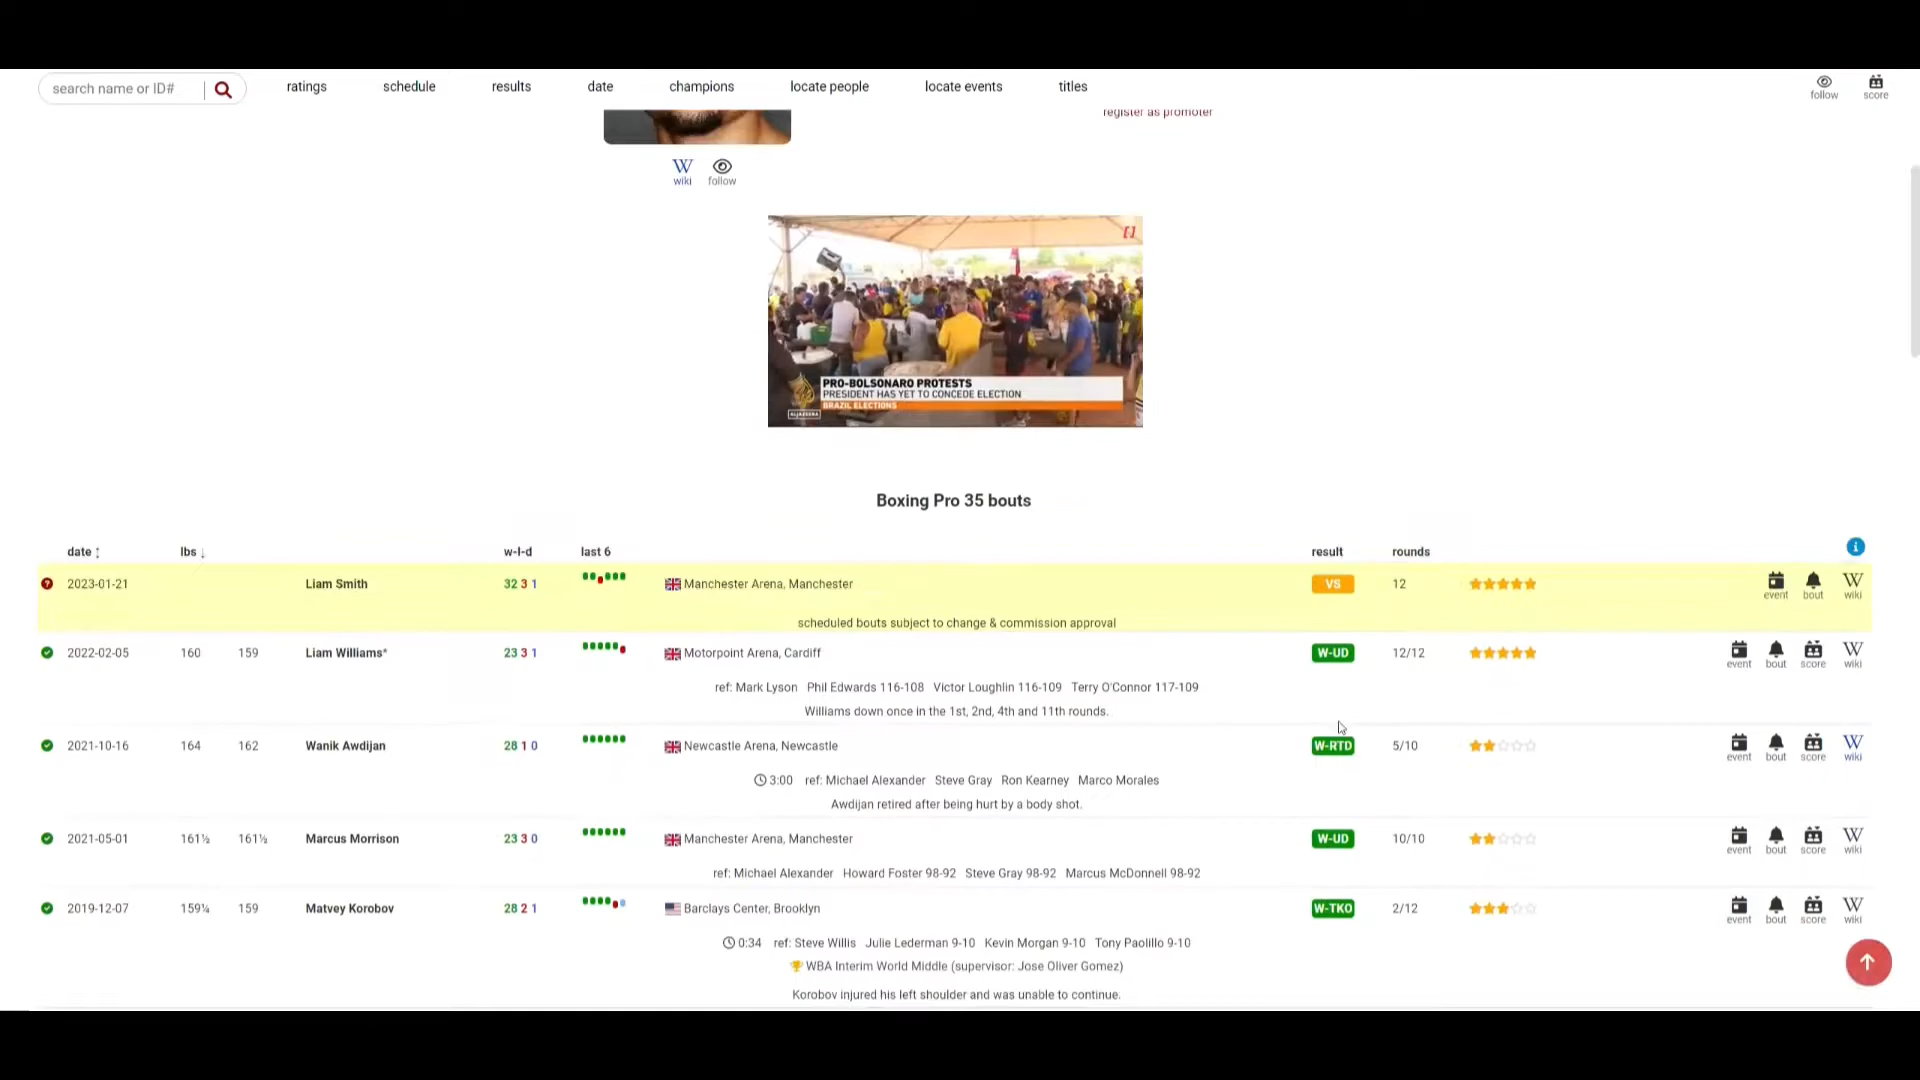 search name or ID# ratings schedule results date champions locate people locate events titles follow score
register as promoter
W
wiki follow
PRO-BOLSONARO PROTESTS
PRESIDENT HAS YET TO CONCEDE ELECTION
BRAZIL ELECTIONS
ALJAZEERA
Boxing Pro 35 bouts
date lbs w-l-d last 6 result rounds
2023-01-21 Liam Smith 32 3 1 Manchester Arena, Manchester VS 12 event bout W wiki
scheduled bouts subject to change & commission approval
2022-02-05 160 159 Liam Williams* 23 3 1 Motorpoint Arena, Cardiff W-UD 12/12 event bout score W wiki
ref: Mark Lyson Phil Edwards 116-108 Victor Loughlin 116-109 Terry O'Connor 117-109
Williams down once in the 1st, 2nd, 4th and 11th rounds.
2021-10-16 164 162 Wanik Awdijan 28 1 0 Newcastle Arena, Newcastle W-RTD 5/10 event bout score W wiki
3:00 ref: Michael Alexander Steve Gray Ron Kearney Marco Morales
Awdijan retired after being hurt by a body shot.
2021-05-01 161½ 161½ Marcus Morrison 23 3 0 Manchester Arena, Manchester W-UD 10/10 event bout score W wiki
ref: Michael Alexander Howard Foster 98-92 Steve Gray 98-92 Marcus McDonnell 98-92
2019-12-07 159¼ 159 Matvey Korobov 28 2 1 Barclays Center, Brooklyn W-TKO 2/12 event bout score W wiki
0:34 ref: Steve Willis Julie Lederman 9-10 Kevin Morgan 9-10 Tony Paolillo 9-10
WBA Interim World Middle (supervisor: Jose Oliver Gomez)
Korobov injured his left shoulder and was unable to continue.